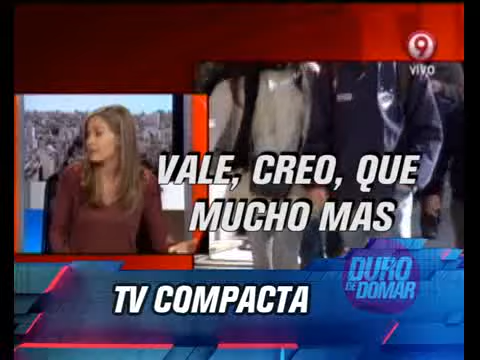 9
VIVO
VALE, CREO, QUE
MUCHO MAS
DURO
DE DOMAR
TV COMPACTA